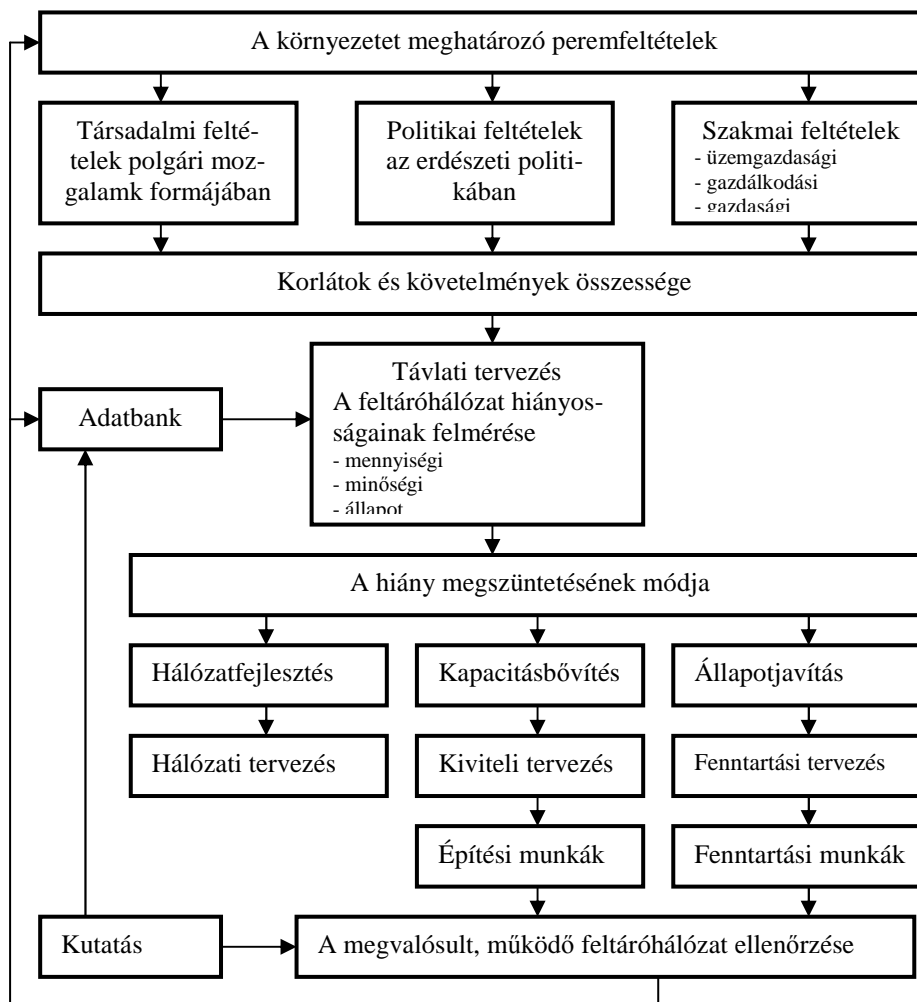 A környezetet meghatározó peremfeltételek
Társadalmi felté-
telek polgári moz-
galamk formájában
Politikai feltételek
az erdészeti politi-
kában
Szakmai feltételek
- üzemgazdasági
- gazdálkodási
- gazdasági
Korlátok és követelmények összessége
Távlati tervezés
A feltáróhálózat hiányos-
ságainak felmérése
- mennyiségi
- minőségi
- állapot
Adatbank
A hiány megszüntetésének módja
Hálózatfejlesztés
Kapacitásbővítés
Állapotjavítás
Hálózati tervezés
Kiviteli tervezés
Fenntartási tervezés
Építési munkák
Fenntartási munkák
Kutatás
A megvalósult, működő feltáróhálózat ellenőrzése